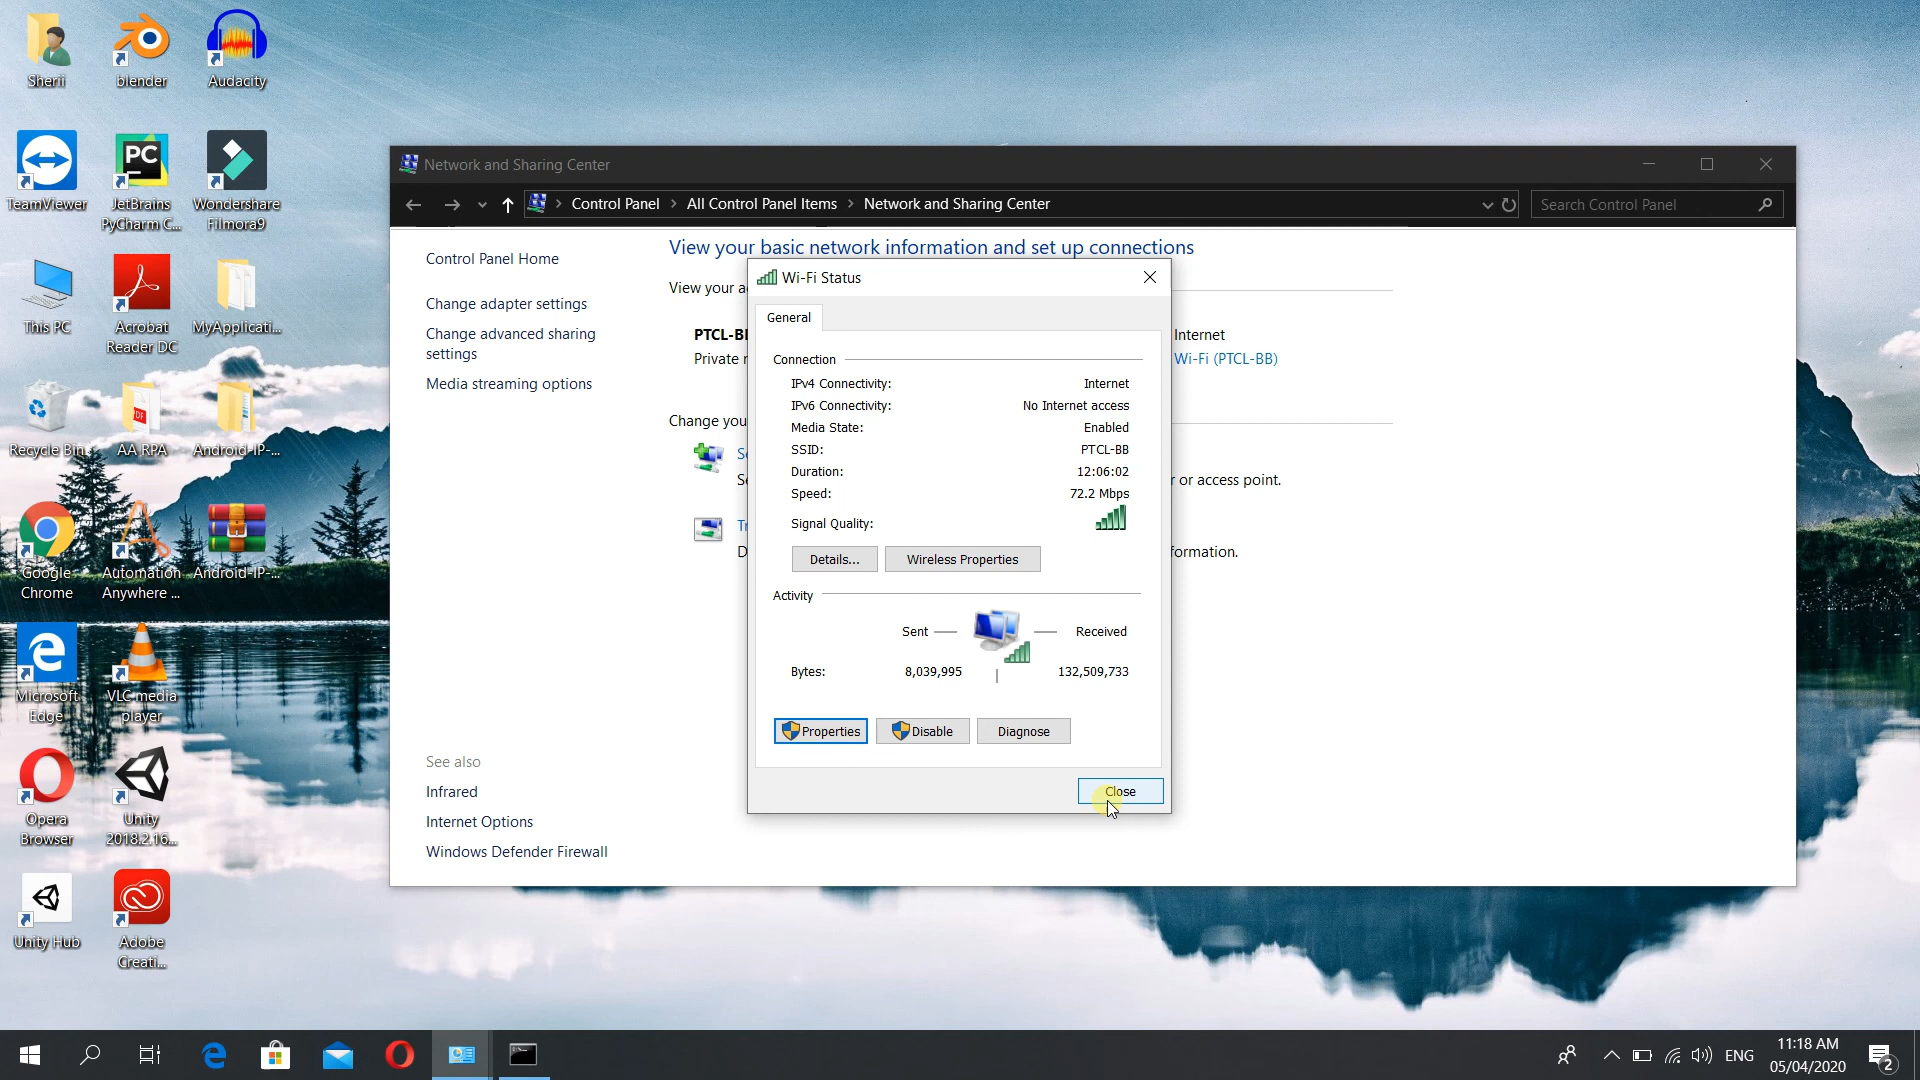 Sherii
blender
Audacity
TeamViewer
JetBrains
PyCharm C...
Wondershare
Filmora9
This PC
Acrobat
Reader DC
MyApplicati...
Recycle Bin
AA RPA
Android-IP-...
Google
Chrome
Automation
Anywhere ...
Android-IP-...
Microsoft
Edge
VLC media
player
Opera
Browser
Unity
2018.2.16...
Unity Hub
Adobe
Creati...
Network and Sharing Center
Control Panel > All Control Panel Items > Network and Sharing Center
Search Control Panel
Control Panel Home
Change adapter settings
Change advanced sharing
settings
Media streaming options
See also
Infrared
Internet Options
Windows Defender Firewall
View your basic network information and set up connections
View your a
PTCL-BB
Private n
Internet
Wi-Fi (PTCL-BB)
Change you
Se
Se
r or access point.
Tr
D
formation.
Wi-Fi Status
General
Connection
IPv4 Connectivity: Internet
IPv6 Connectivity: No Internet access
Media State: Enabled
SSID: PTCL-BB
Duration: 12:06:02
Speed: 72.2 Mbps
Signal Quality:
Details... Wireless Properties
Activity
Sent Received
Bytes: 8,039,995 132,509,733
Properties Disable Diagnose
Close
ENG
11:18 AM
05/04/2020
2